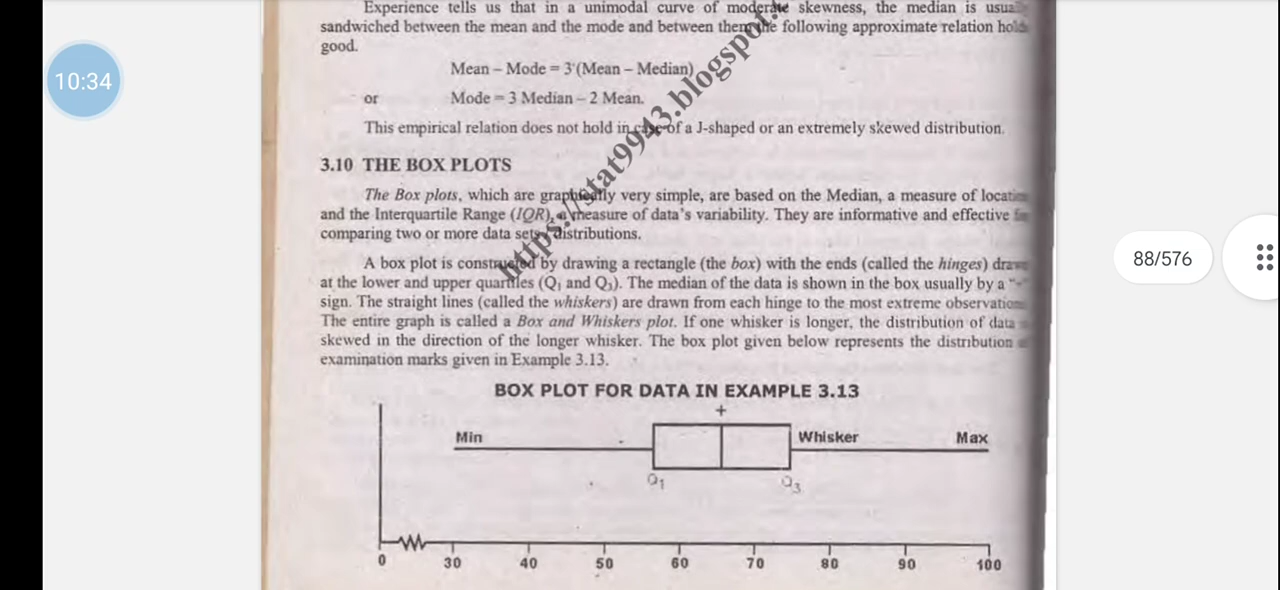 Experience tells us that in a unimodal curve of moderate skewness, the median is
sandwiched between the mean and the mode and between them the following approximate relation
good.
Mean – Mode = 3 (Mean – Median)
or Mode = 3 Median – 2 Mean.
This empirical relation does not hold in case of a J-shaped or an extremely skewed distribution.
3.10 THE BOX PLOTS
The Box plots, which are graphically very simple, are based on the Median, a measure of
and the Interquartile Range (IQR), a measure of data's variability. They are informative and effective
comparing two or more data sets / distributions.
A box plot is constructed by drawing a rectangle (the box) with the ends (called the hinges)
at the lower and upper quartiles (Q1 and Q3). The median of the data is shown in the box usually by a
sign. The straight lines (called the whiskers) are drawn from each hinge to the most extreme
The entire graph is called a Box and Whiskers plot. If one whisker is longer, the distribution of data
skewed in the direction of the longer whisker. The box plot given below represents the distribution
examination marks given in Example 3.13.
BOX PLOT FOR DATA IN EXAMPLE 3.13
+
Min Whisker Max
Q1 Q3
0 30 40 50 60 70 80 90 100
https://stat9943.blogspot.
10:34
88/576